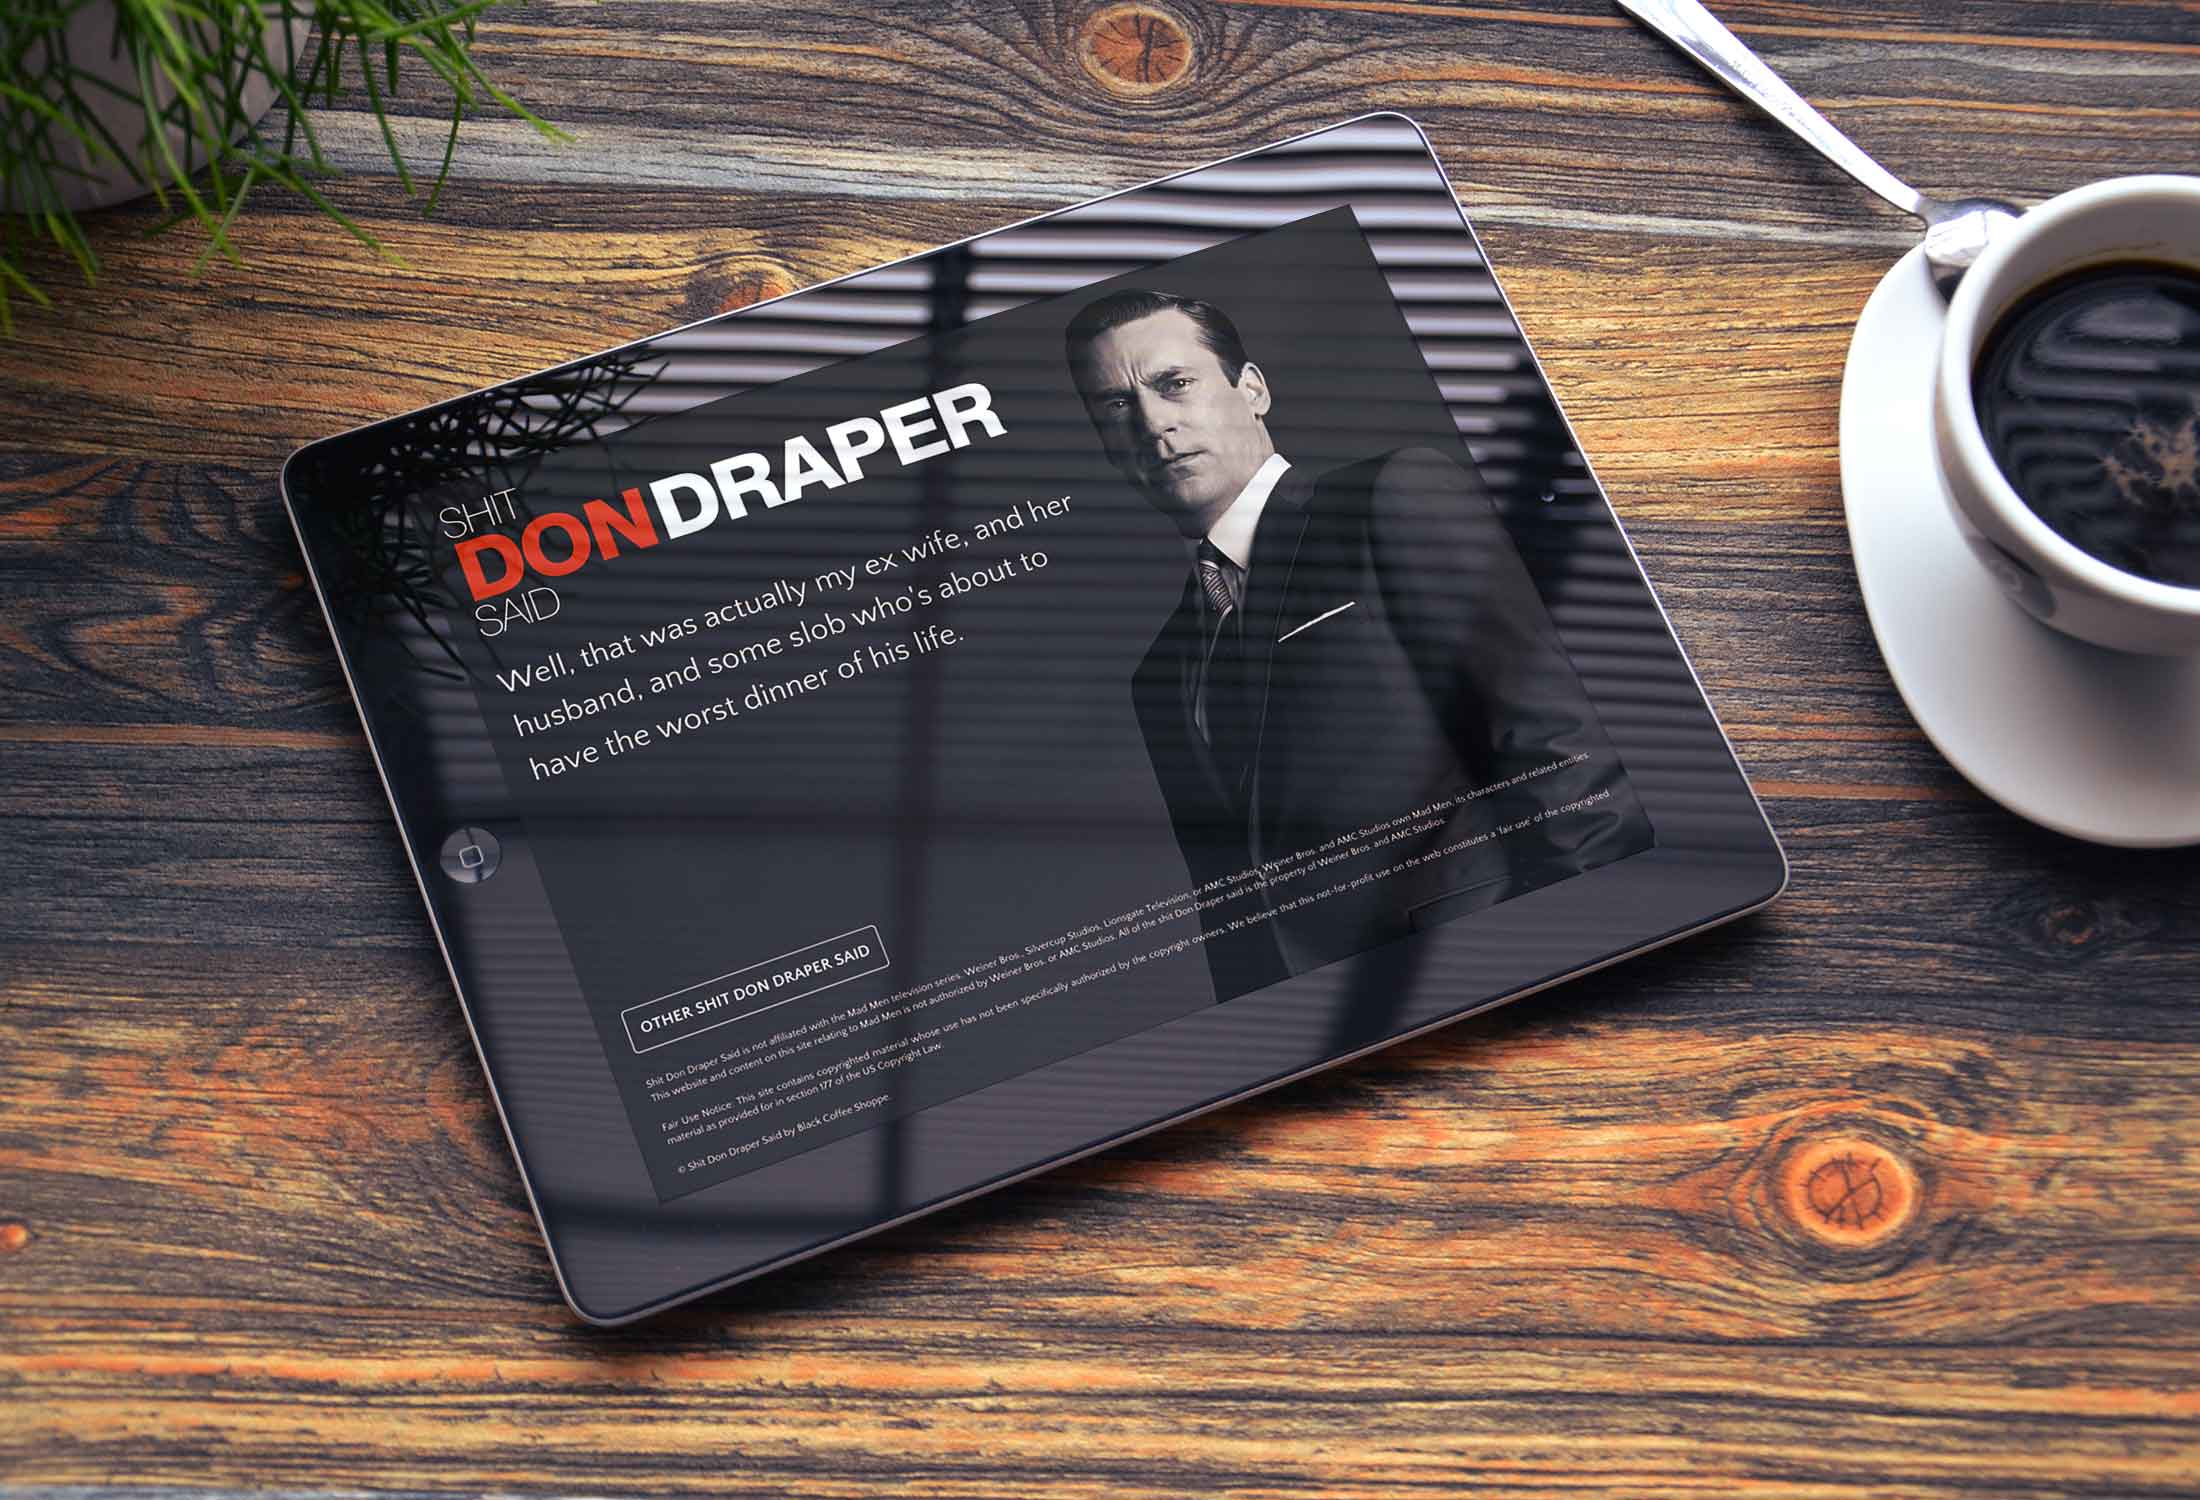 SHIT
DONDRAPER
SAID
Well, that was actually my ex wife, and her
husband, and some slob who's about to
have the worst dinner of his life.
OTHER SHIT DON DRAPER SAID
Shit Don Draper Said is not affiliated with the Mad Men television series. Weiner Bros., Silvercup Studios, Lionsgate Television, or AMC Studios. Weiner Bros. and AMC Studios own Mad Men, its characters and related entities.
This website and content on this site relating to Mad Men is not authorized by Weiner Bros. or AMC Studios. All of the shit Don Draper said is the property of Weiner Bros. and AMC Studios.
Fair Use Notice: This site contains copyrighted material whose use has not been specifically authorized by the copyright owners. We believe that this not-for-profit use on the web constitutes a 'fair use' of the copyrighted
material as provided for in section 177 of the US Copyright Law.
© Shit Don Draper Said by Black Coffee Shoppe.